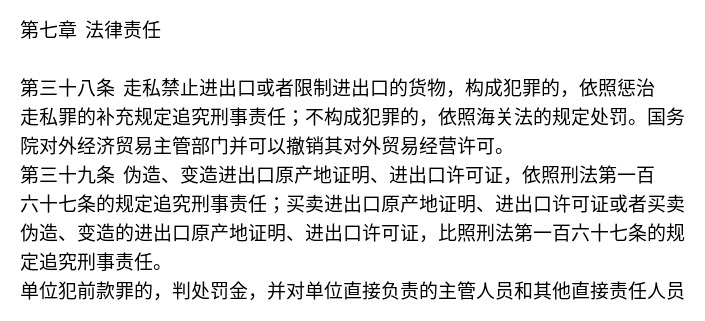 第七章 法律责任
第三十八条 走私禁止进出口或者限制进出口的货物，构成犯罪的，依照惩治
走私罪的补充规定追究刑事责任；不构成犯罪的，依照海关法的规定处罚。国务
院对外经济贸易主管部门并可以撤销其对外贸易经营许可。
第三十九条 伪造、变造进出口原产地证明、进出口许可证，依照刑法第一百
六十七条的规定追究刑事责任；买卖进出口原产地证明、进出口许可证或者买卖
伪造、变造的进出口原产地证明、进出口许可证，比照刑法第一百六十七条的规
定追究刑事责任。
单位犯前款罪的，判处罚金，并对单位直接负责的主管人员和其他直接责任人员